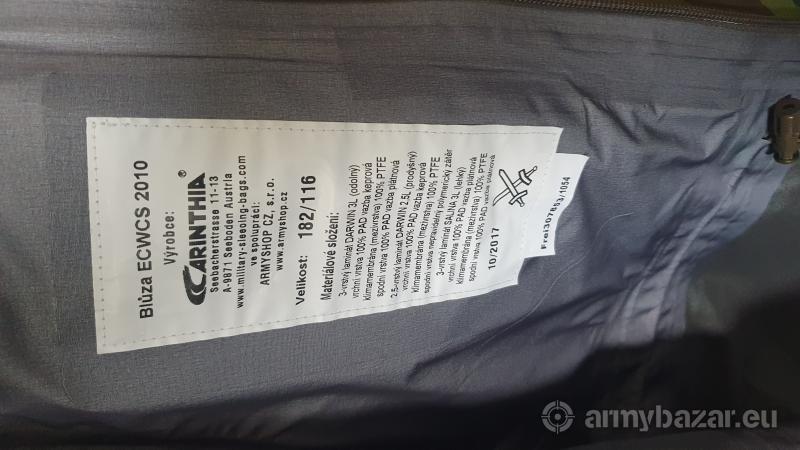 Blůza ECWCS 2010
Výrobce:
CARINTHIA®
Seebacherstrasse 11-13
A-9871 Seeboden Austria
www.military-sleeping-bags.com
ve spolupráci:
ARMYSHOP CZ, s.r.o.
www.armyshop.cz
Velikost: 182/116
Materiálové složení:
3-vrstvý laminát DARWIN 3L (odolný)
vrchní vrstva 100% PAD vazba keprová
klimamembrána (mezivrstva) 100% PTFE
spodní vrstva 100% PAD vazba plátnová
2.5-vrstvý laminát DARWIN 2.5L (prodyšný)
vrchní vrstva 100% PAD vazba keprová
klimamembrána (mezivrstva) 100% PTFE
spodní vrstva nepravidelný polymerický zátěr
3-vrstvý laminát SAUNA 3L (lehký)
vrchní vrstva 100% PAD vazba plátnová
klimamembrána (mezivrstva) 100% PTFE
spodní vrstva 100% PAD vazba plátnová
10/2017
armybazar.eu